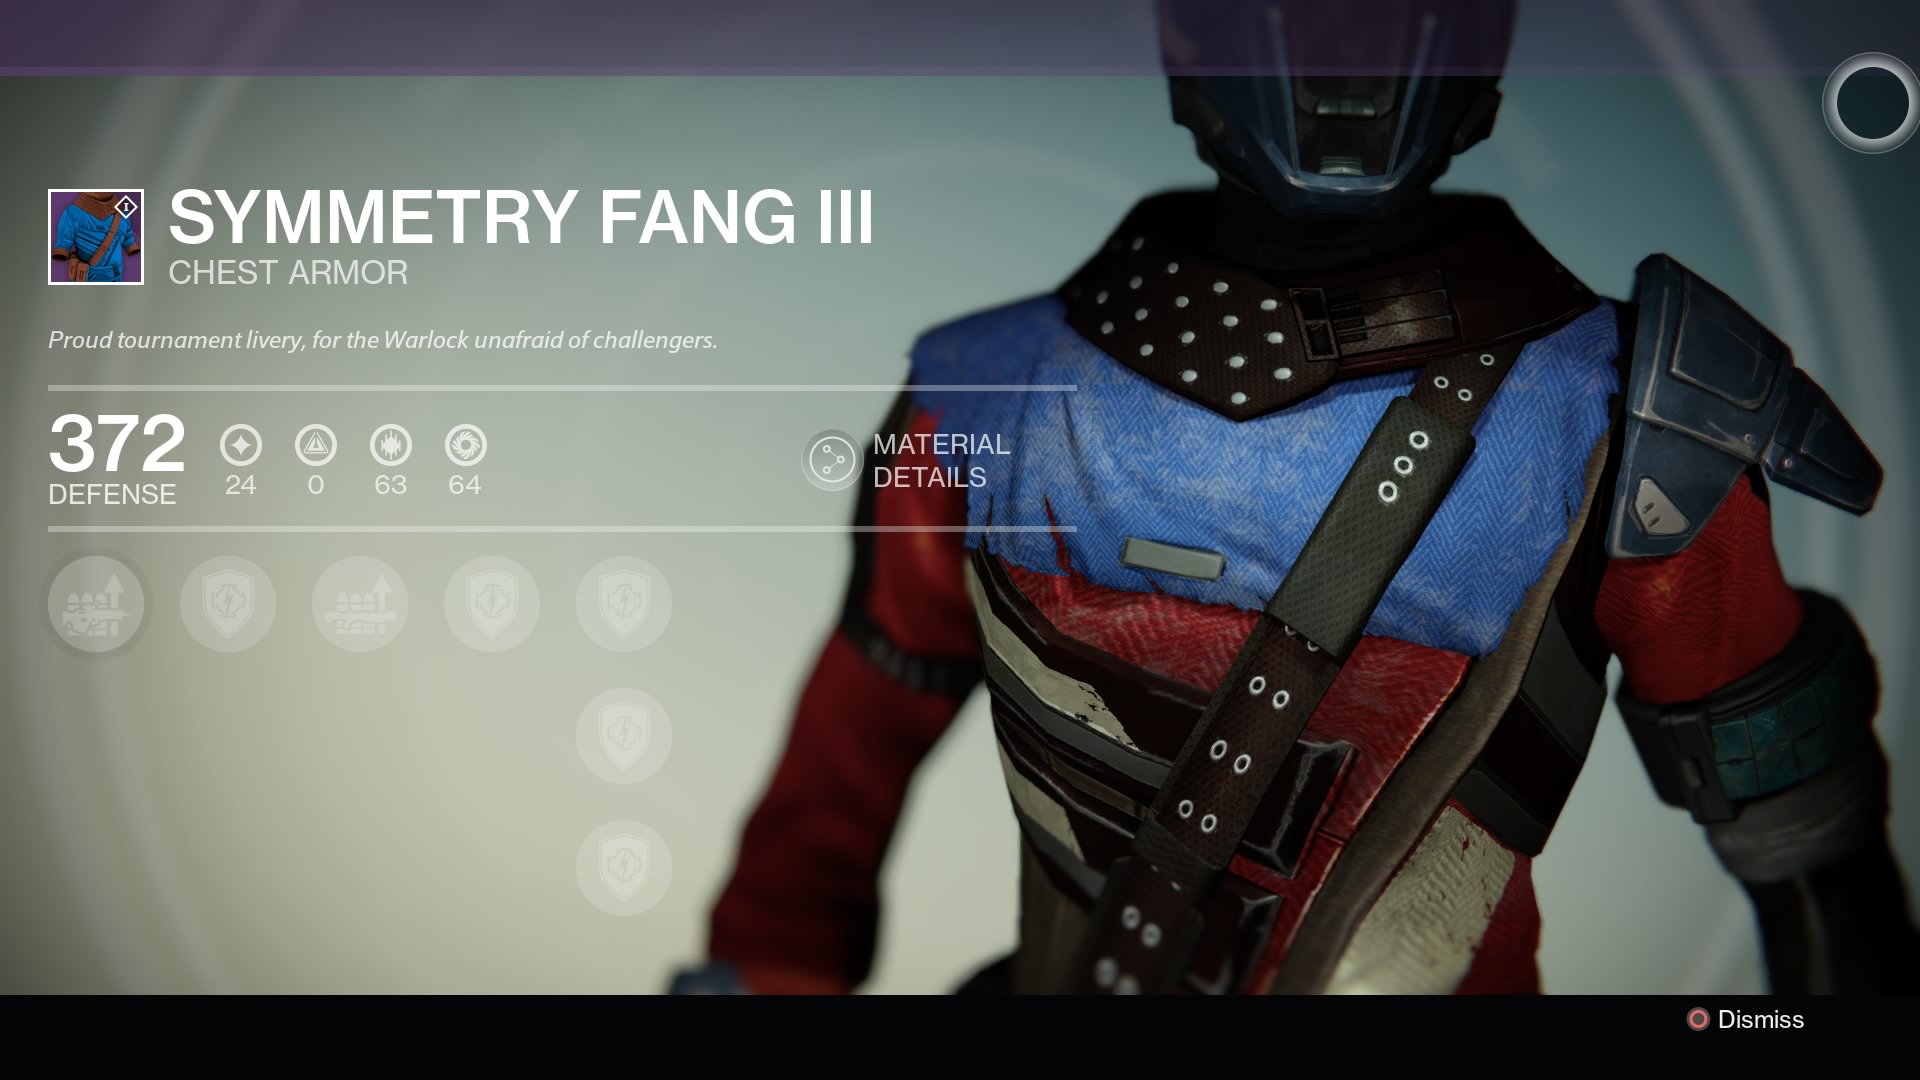 SYMMETRY FANG III
CHEST ARMOR
Proud tournament livery, for the Warlock unafraid of challengers.
372
DEFENSE
24 0 63 64
MATERIAL
DETAILS
Dismiss